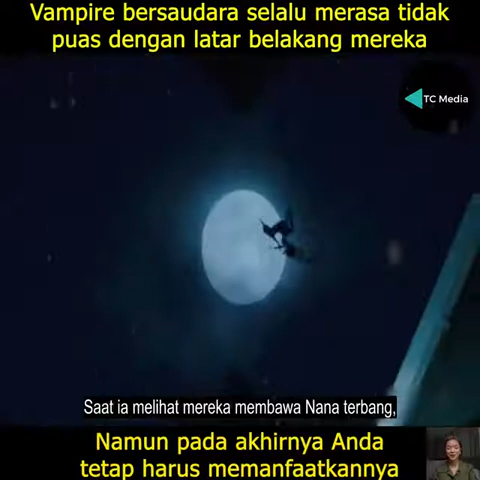 Vampire bersaudara selalu merasa tidak
puas dengan latar belakang mereka
TC Media
Saat ia melihat mereka membawa Nana terbang,
Namun pada akhirnya Anda
tetap harus memanfaatkannya